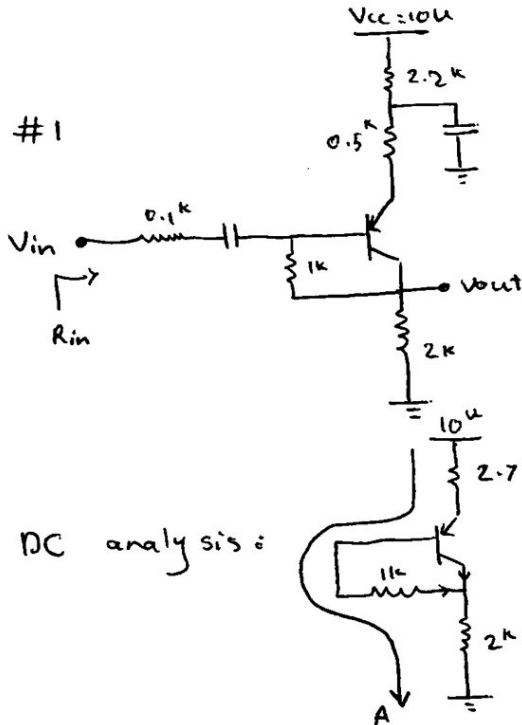 Vcc=10v
2.2k
#1
0.5k
0.1k
Vin
1k
Vout
Rin
2k
10v
2.7
DC analysis:
1k
2k
A